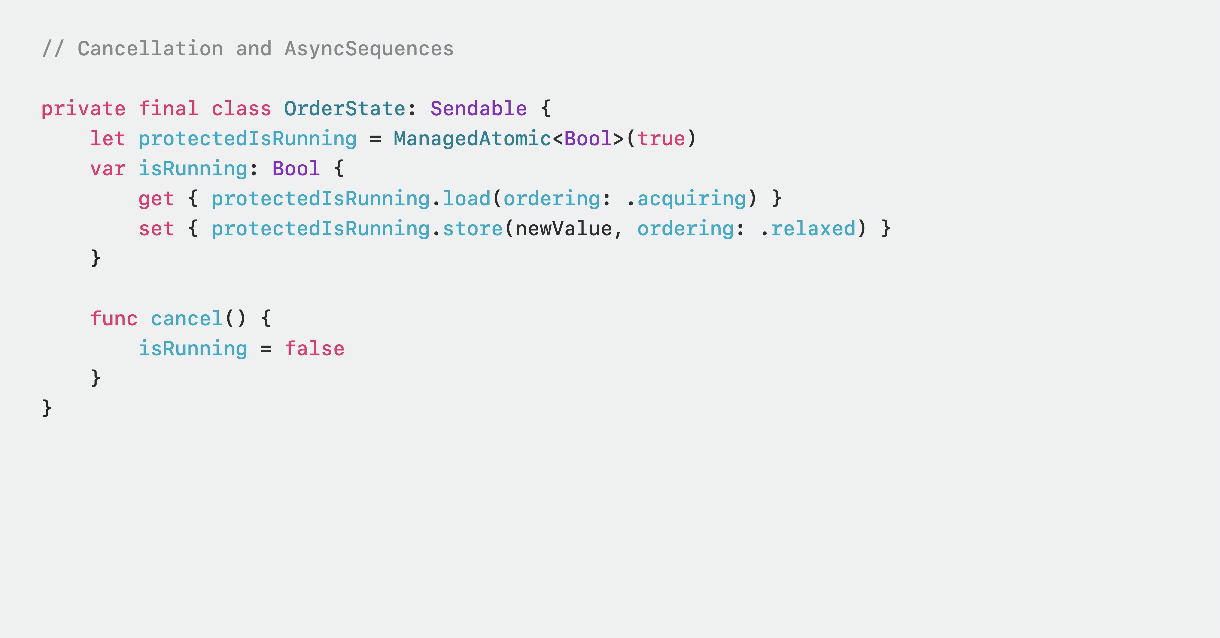 // Cancellation and AsyncSequences

private final class OrderState: Sendable {
    let protectedIsRunning = ManagedAtomic<Bool>(true)
    var isRunning: Bool {
        get { protectedIsRunning.load(ordering: .acquiring) }
        set { protectedIsRunning.store(newValue, ordering: .relaxed) }
    }

    func cancel() {
        isRunning = false
    }
}